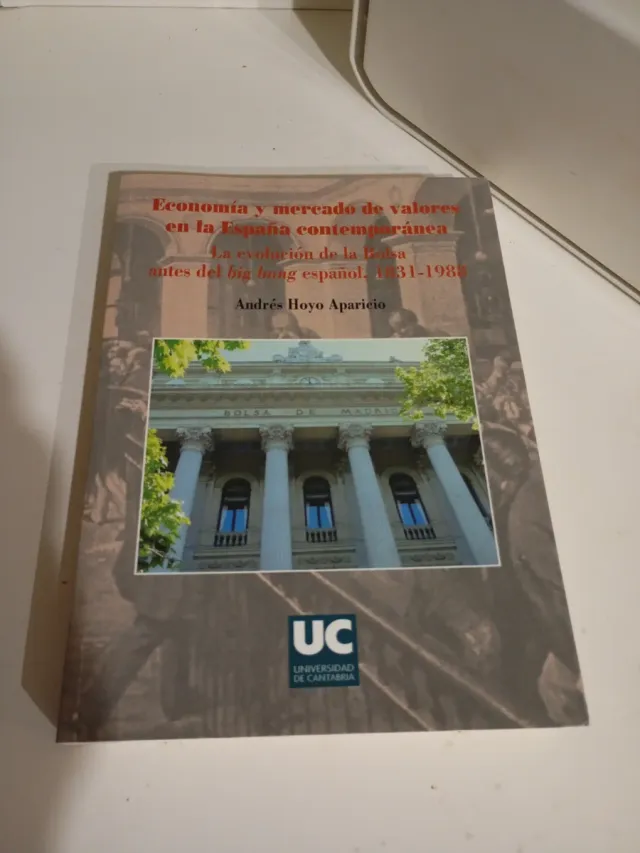 Economía y mercado de valores
en la España contemporánea
La evolución de la Bolsa
antes del big bang español, 1831-1988
Andrés Hoyo Aparicio
BOLSA DE MADRID
UC
UNIVERSIDAD
DE CANTABRIA